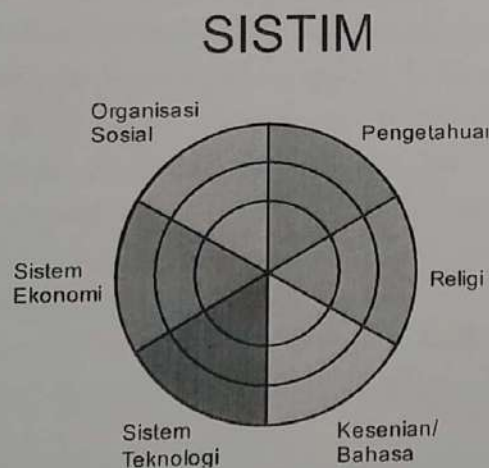 SISTIM
Organisasi
Sosial
Pengetahuan
Sistem
Ekonomi
Religi
Sistem
Teknologi
Kesenian/
Bahasa